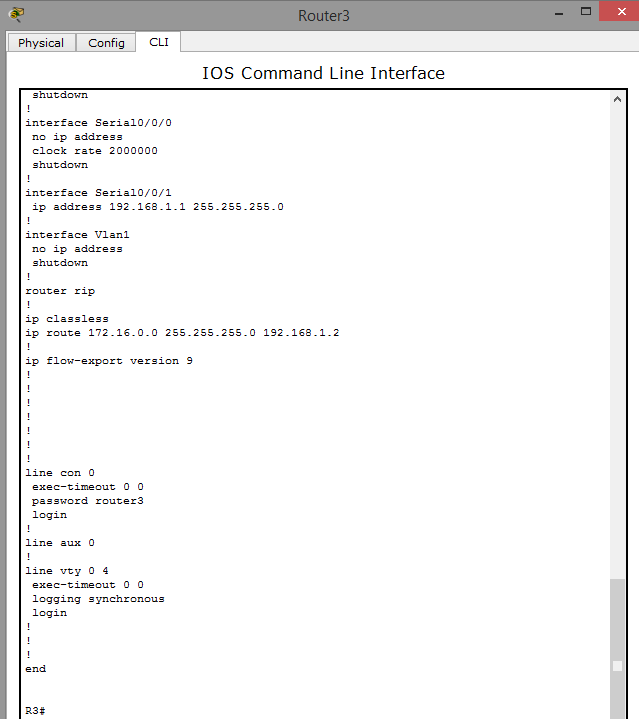 Router3
Physical Config CLI
IOS Command Line Interface
shutdown
!
interface Serial0/0/0
no ip address
clock rate 2000000
shutdown
!
interface Serial0/0/1
ip address 192.168.1.1 255.255.255.0
!
interface Vlan1
no ip address
shutdown
!
router rip
!
ip classless
ip route 172.16.0.0 255.255.255.0 192.168.1.2
!
ip flow-export version 9
!
!
!
!
!
!
!
line con 0
exec-timeout 0 0
password router3
login
!
line aux 0
!
line vty 0 4
exec-timeout 0 0
logging synchronous
login
!
!
!
end
R3#